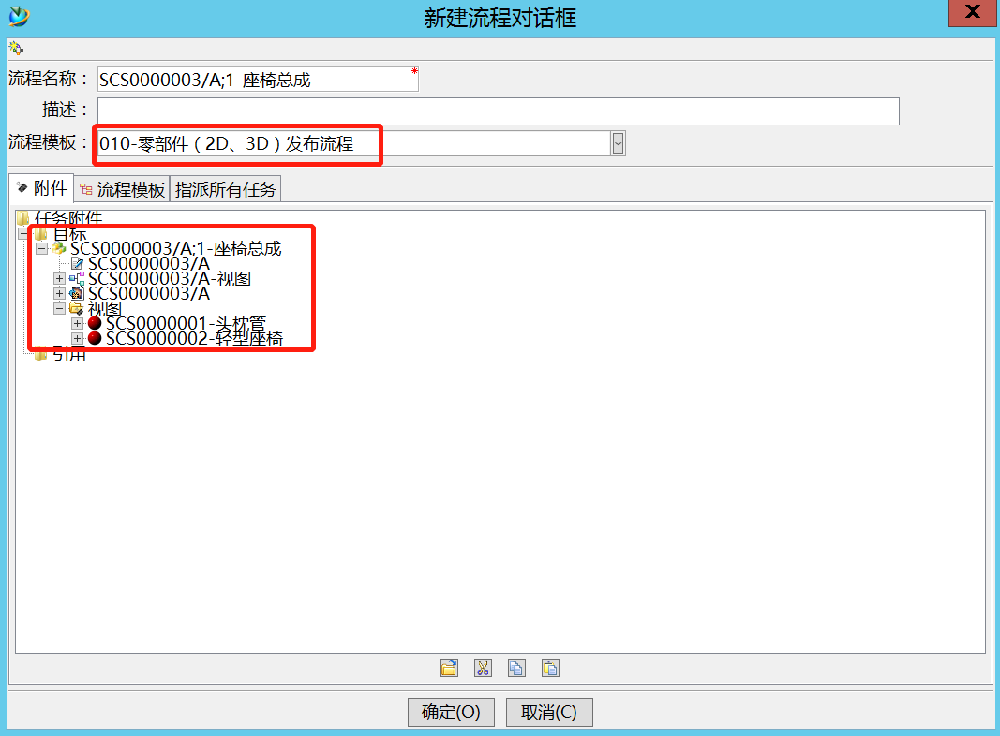 新建流程对话框
X
流程名称： SCS0000003/A;1-座椅总成 *
描述：
流程模板： 010-零部件（2D、3D）发布流程
附件 流程模板 指派所有任务
任务附件
目标
SCS0000003/A;1-座椅总成
SCS0000003/A
SCS0000003/A-视图
SCS0000003/A
视图
SCS0000001-头枕管
SCS0000002-轻型座椅
引用
确定(O) 取消(C)